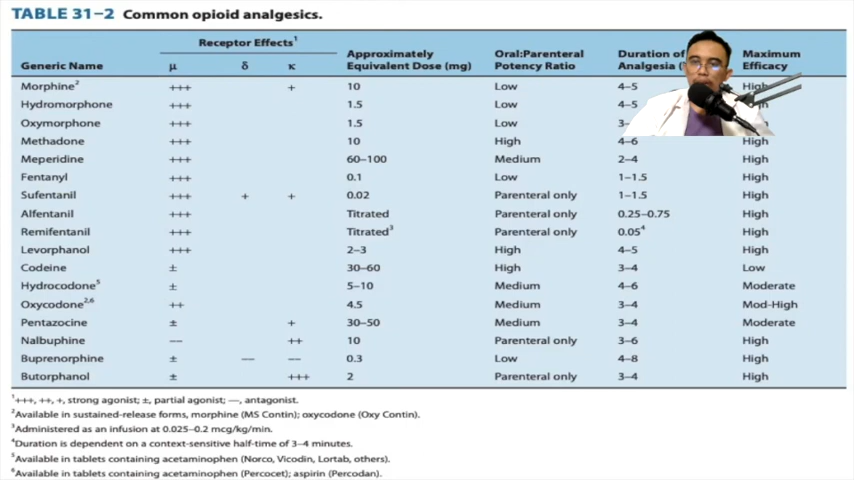 TABLE 31–2 Common opioid analgesics.
Receptor Effects1
Approximately Oral:Parenteral Duration of Maximum
Generic Name μ δ κ Equivalent Dose (mg) Potency Ratio Analgesia Efficacy
Morphine2 +++ + 10 Low 4–5 High
Hydromorphone +++ 1.5 Low 4–5
Oxymorphone +++ 1.5 Low
Methadone +++ 10 High 4–6 High
Meperidine +++ 60–100 Medium 2–4 High
Fentanyl +++ 0.1 Low 1–1.5 High
Sufentanil +++ + + 0.02 Parenteral only 1–1.5 High
Alfentanil +++ Titrated Parenteral only 0.25–0.75 High
Remifentanil +++ Titrated3 Parenteral only 0.054 High
Levorphanol +++ 2–3 High 4–5 High
Codeine ± 30–60 High 3–4 Low
Hydrocodone5 ± 5–10 Medium 4–6 Moderate
Oxycodone2,6 ++ 4.5 Medium 3–4 Mod-High
Pentazocine ± + 30–50 Medium 3–4 Moderate
Nalbuphine –– ++ 10 Parenteral only 3–6 High
Buprenorphine ± –– –– 0.3 Low 4–8 High
Butorphanol ± +++ 2 Parenteral only 3–4 High
1+++, ++, +, strong agonist; ±, partial agonist; ––, antagonist.
2Available in sustained-release forms, morphine (MS Contin); oxycodone (Oxy Contin).
3Administered as an infusion at 0.025–0.2 mcg/kg/min.
4Duration is dependent on a context-sensitive half-time of 3–4 minutes.
5Available in tablets containing acetaminophen (Norco, Vicodin, Lortab, others).
6Available in tablets containing acetaminophen (Percocet); aspirin (Percodan).